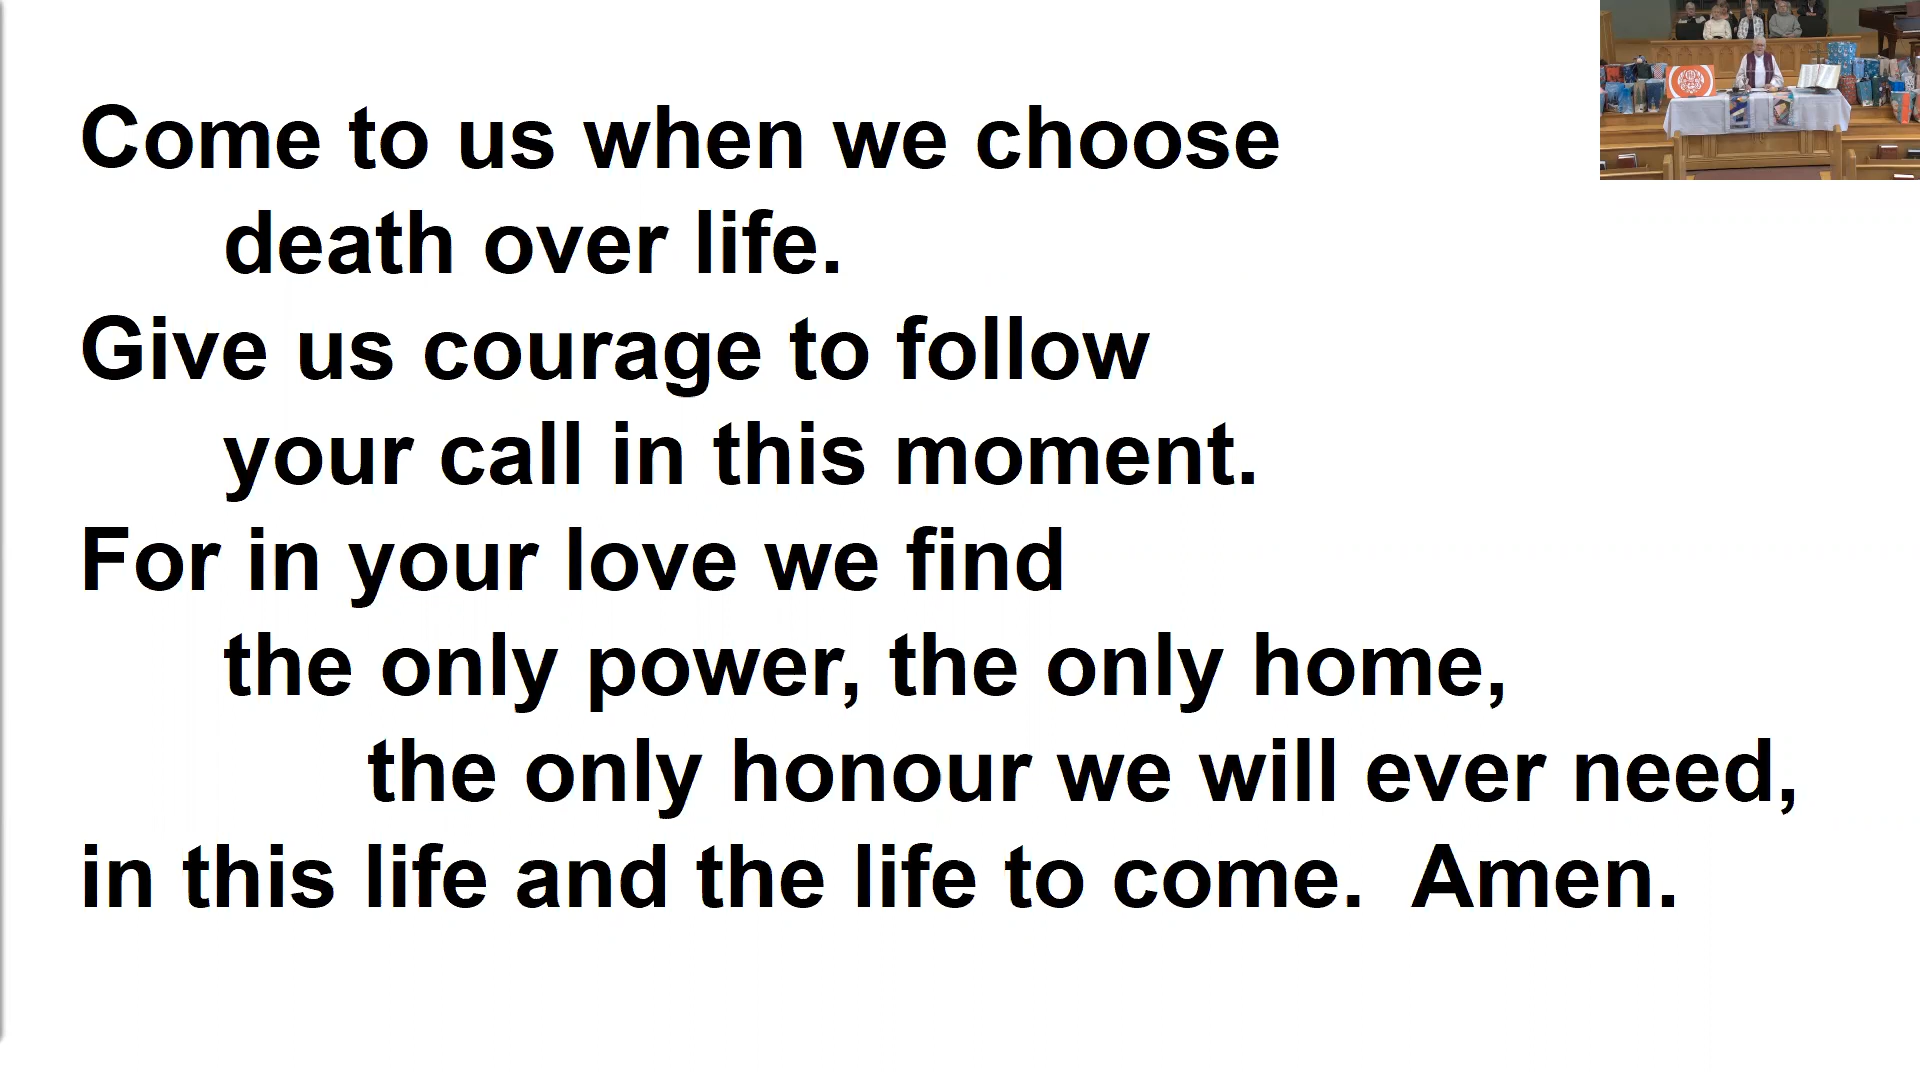 Come to us when we choose
death over life.
Give us courage to follow
your call in this moment.
For in your love we find
the only power, the only home,
the only honour we will ever need,
in this life and the life to come.  Amen.